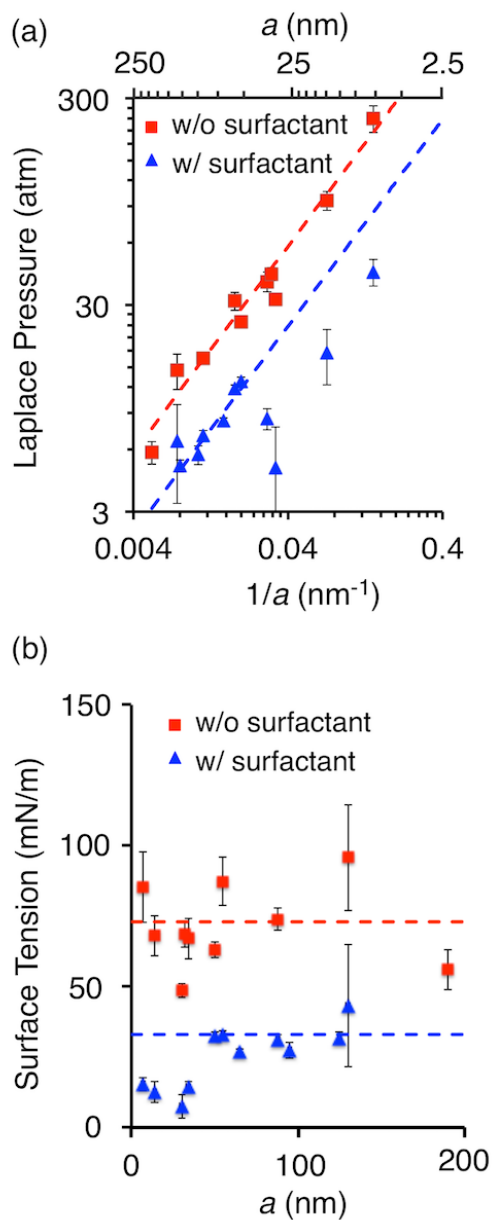 (a)
a (nm)
250 25 2.5
300
w/o surfactant
w/ surfactant
Laplace Pressure (atm)
30
3
0.004 0.04 0.4
1/a (nm⁻¹)
(b)
150
w/o surfactant
w/ surfactant
Surface Tension (mN/m)
100
50
0
0 100 200
a (nm)